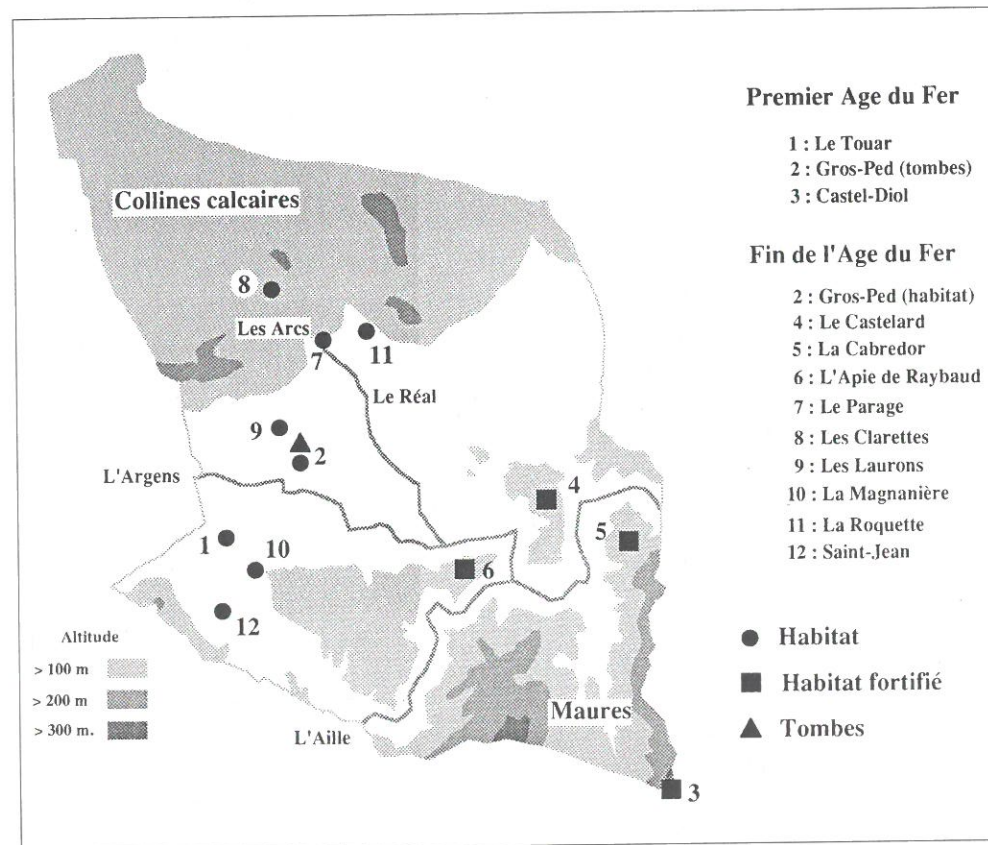 Premier Age du Fer
1 : Le Touar
2 : Gros-Ped (tombes)
3 : Castel-Diol
Fin de l'Age du Fer
2 : Gros-Ped (habitat)
4 : Le Castelard
5 : La Cabredor
6 : L'Apie de Raybaud
7 : Le Parage
8 : Les Clarettes
9 : Les Laurons
10 : La Magnanière
11 : La Roquette
12 : Saint-Jean
Habitat
Habitat fortifié
Tombes
Collines calcaires
8
Les Arcs
7
11
Le Réal
9
2
L'Argens
4
5
1
10
6
12
Altitude
> 100 m
> 200 m
> 300 m.
Maures
L'Aille
3